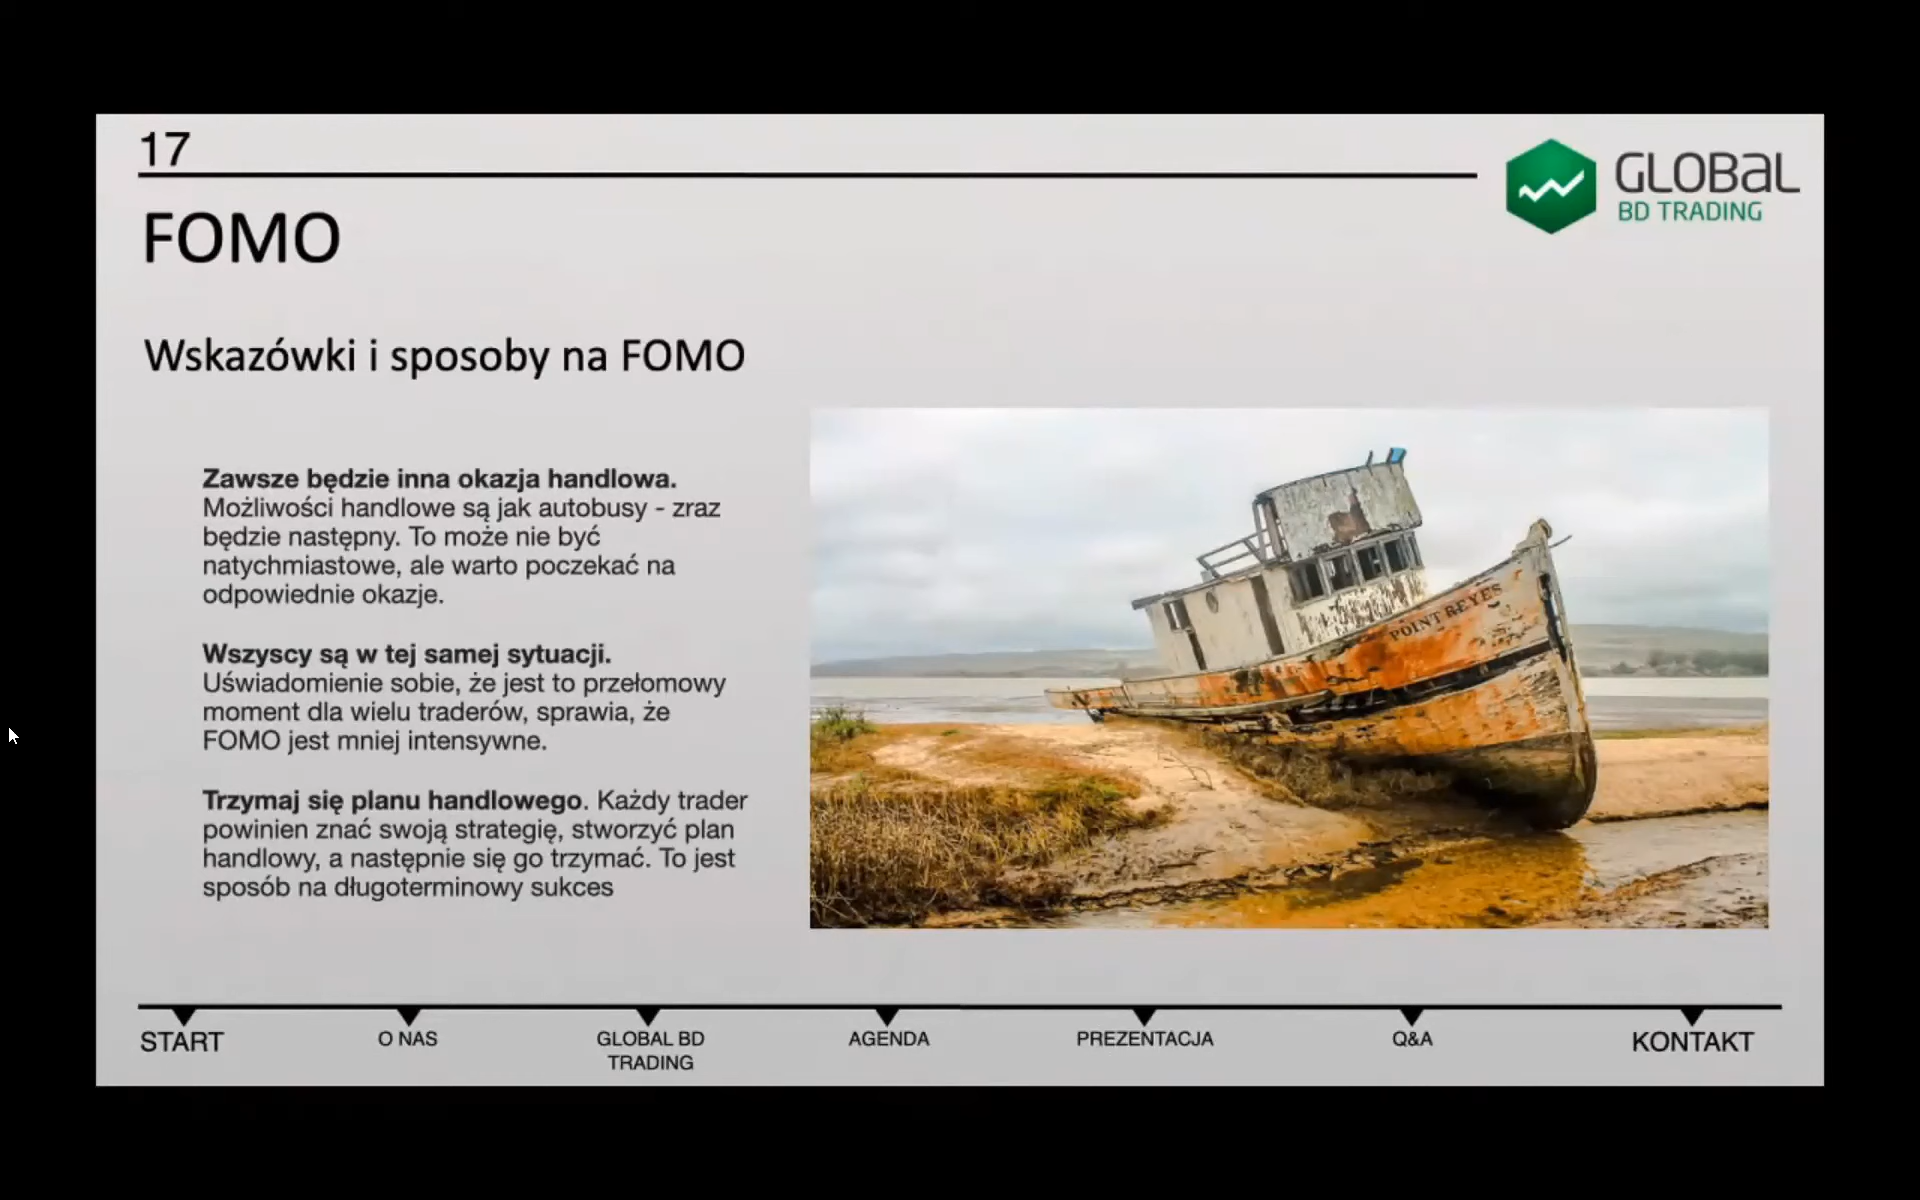 17
GLOBaL
BD TRADING
FOMO
Wskazówki i sposoby na FOMO
Zawsze będzie inna okazja handlowa.
Możliwości handlowe są jak autobusy - zraz
będzie następny. To może nie być
natychmiastowe, ale warto poczekać na
odpowiednie okazje.
Wszyscy są w tej samej sytuacji.
Uświadomienie sobie, że jest to przełomowy
moment dla wielu traderów, sprawia, że
FOMO jest mniej intensywne.
Trzymaj się planu handlowego. Każdy trader
powinien znać swoją strategię, stworzyć plan
handlowy, a następnie się go trzymać. To jest
sposób na długoterminowy sukces
POINT REYES
START
O NAS
GLOBAL BD
TRADING
AGENDA
PREZENTACJA
Q&A
KONTAKT